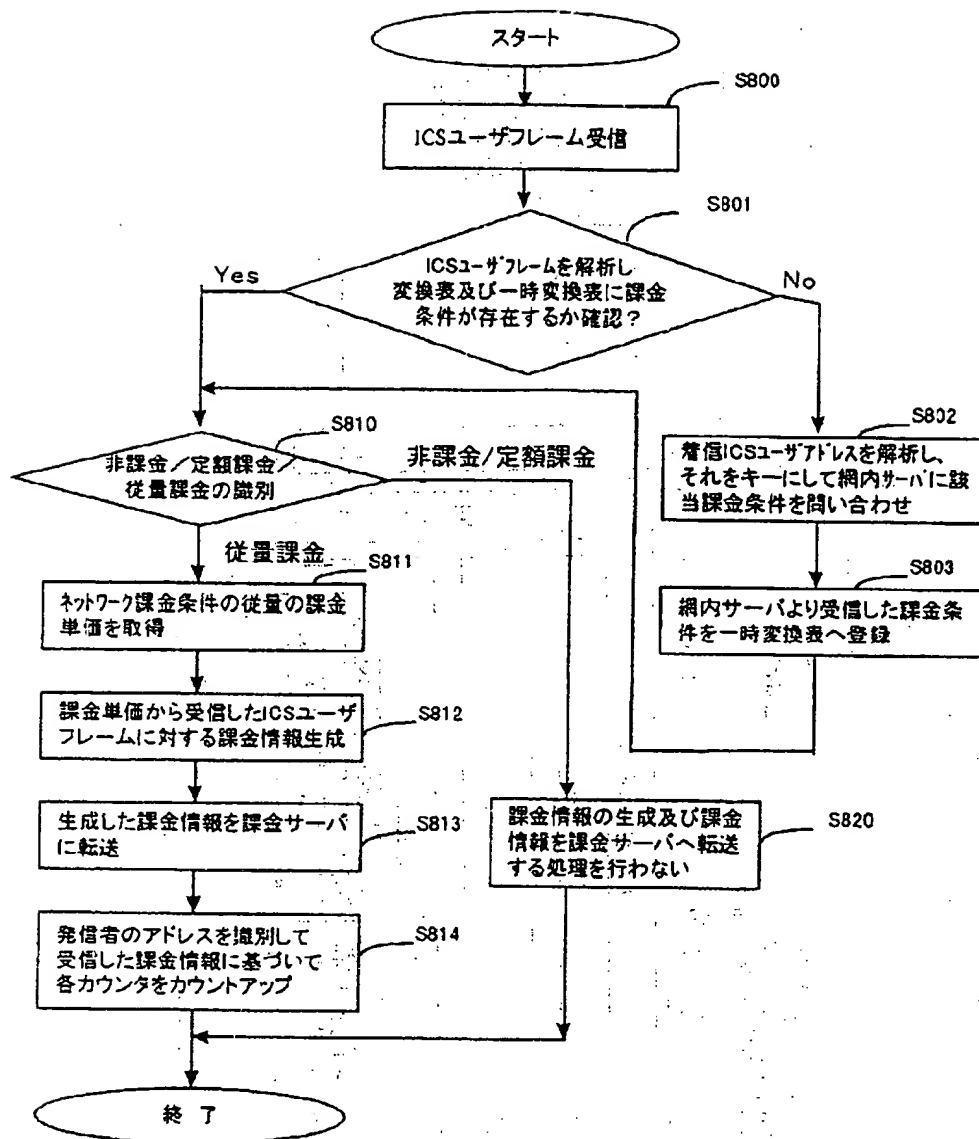 スタート
S800
ICSユーザフレーム受信
S801
ICSユーザフレームを解析し
変換表及び一時変換表に課金
条件が存在するか確認?
Yes
No
S810
非課金/定額課金/
従量課金の識別
非課金/定額課金
従量課金
S802
着信ICSユーザアドレスを解析し、
それをキーにして網内サーバに該
当課金条件を問い合わせ
S803
網内サーバより受信した課金条
件を一時変換表へ登録
S811
ネットワーク課金条件の従量の課金
単価を取得
S812
課金単価から受信したICSユーザ
フレームに対する課金情報生成
S813
生成した課金情報を課金サーバ
に転送
S820
課金情報の生成及び課金
情報を課金サーバへ転送
する処理を行わない
S814
発信者のアドレスを識別して
受信した課金情報に基づいて
各カウンタをカウントアップ
終了